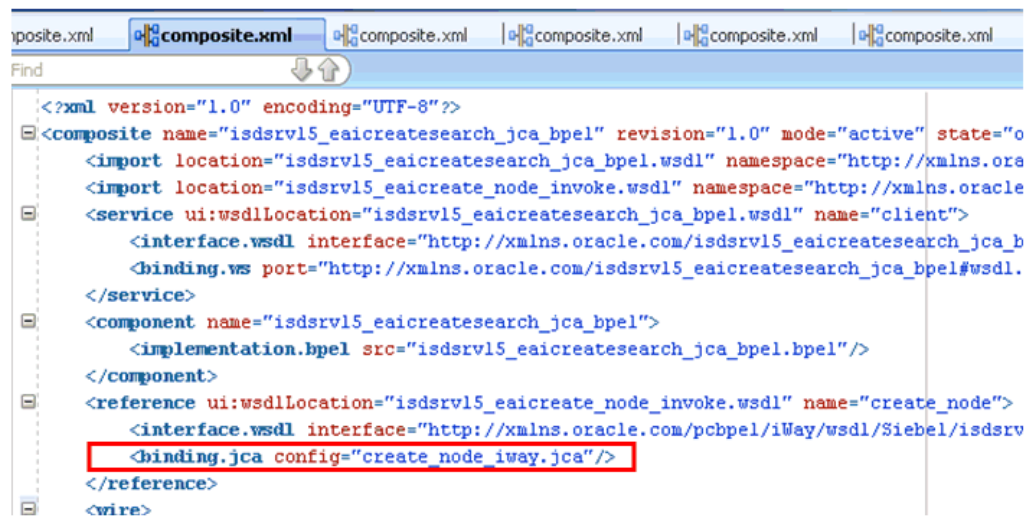 nposite.xml composite.xml composite.xml composite.xml composite.xml composite.xml
Find
<?xml version="1.0" encoding="UTF-8"?>
<composite name="isdsrvl5_eaicreatesearch_jca_bpel" revision="1.0" mode="active" state="o
<import location="isdsrvl5_eaicreatesearch_jca_bpel.wsdl" namespace="http://xmlns.ora
<import location="isdsrvl5_eaicreate_node_invoke.wsdl" namespace="http://xmlns.oracle
<service ui:wsdlLocation="isdsrvl5_eaicreatesearch_jca_bpel.wsdl" name="client">
<interface.wsdl interface="http://xmlns.oracle.com/isdsrvl5_eaicreatesearch_jca_b
<binding.ws port="http://xmlns.oracle.com/isdsrvl5_eaicreatesearch_jca_bpel#wsdl.
</service>
<component name="isdsrvl5_eaicreatesearch_jca_bpel">
<implementation.bpel src="isdsrvl5_eaicreatesearch_jca_bpel.bpel"/>
</component>
<reference ui:wsdlLocation="isdsrvl5_eaicreate_node_invoke.wsdl" name="create_node">
<interface.wsdl interface="http://xmlns.oracle.com/pcbpel/iWay/wsdl/Siebel/isdsrv
<binding.jca config="create_node_iway.jca"/>
</reference>
<wire>